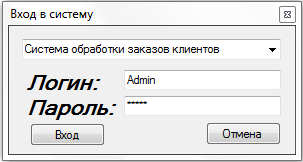 Вход в систему
Система обработки заказов клиентов
Логин: Admin
Пароль: *****
Вход Отмена